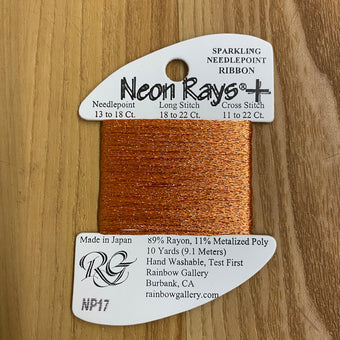 SPARKLING
NEEDLEPOINT
RIBBON
Neon Rays®+
Needlepoint Long Stitch Cross Stitch
13 to 18 Ct. 18 to 22 Ct. 11 to 22 Ct.
Made in Japan
RG
NP17
89% Rayon, 11% Metalized Poly
10 Yards (9.1 Meters)
Hand Washable, Test First
Rainbow Gallery
Burbank, CA
rainbowgallery.com